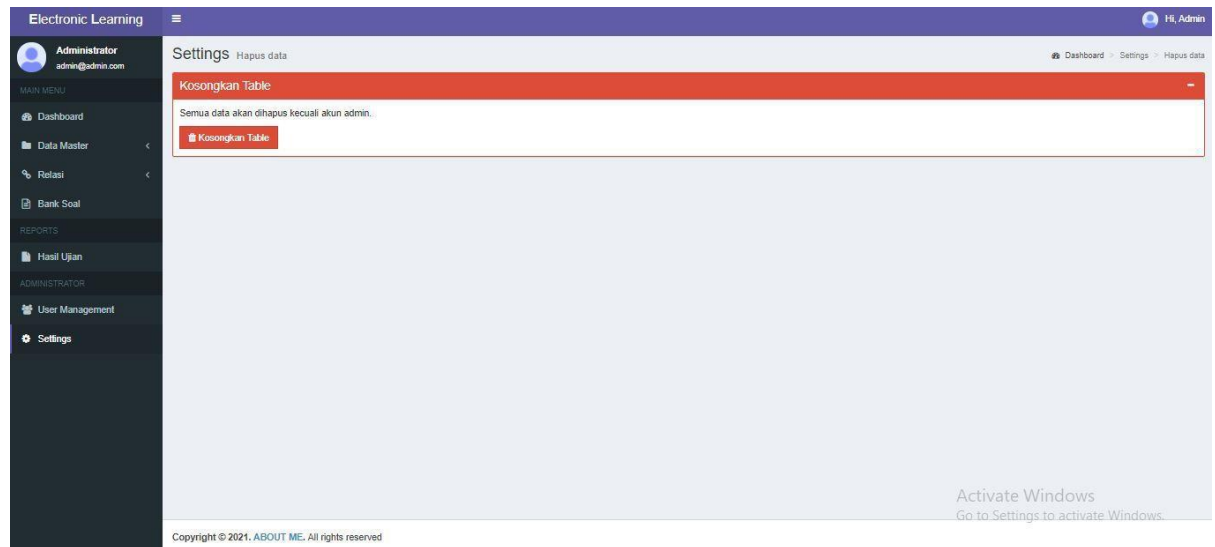 Electronic Learning
Hi, Admin
Administrator
admin@admin.com
MAIN MENU
Dashboard
Data Master
Relasi
Bank Soal
REPORTS
Hasil Ujian
ADMINISTRATOR
User Management
Settings
Settings Hapus data
Dashboard > Settings > Hapus data
Kosongkan Table
Semua data akan dihapus kecuali akun admin.
Kosongkan Table
Activate Windows
Go to Settings to activate Windows.
Copyright © 2021. ABOUT ME. All rights reserved